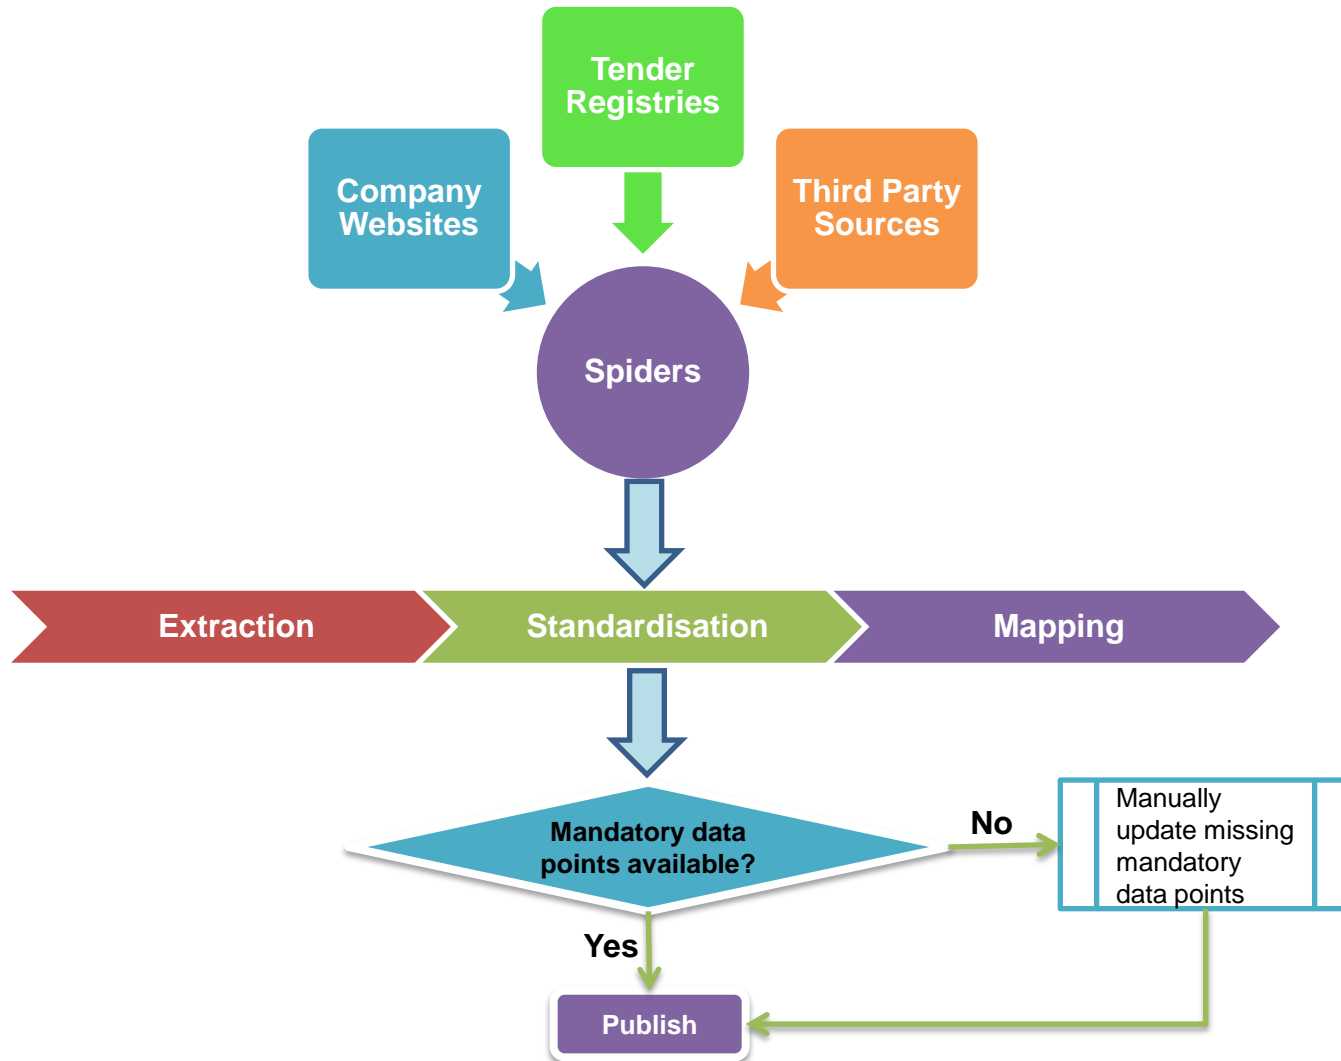 Tender
Registries
Company
Websites
Third Party
Sources
Spiders
Extraction
Standardisation
Mapping
Mandatory data
points available?
No
Manually
update missing
mandatory
data points
Yes
Publish